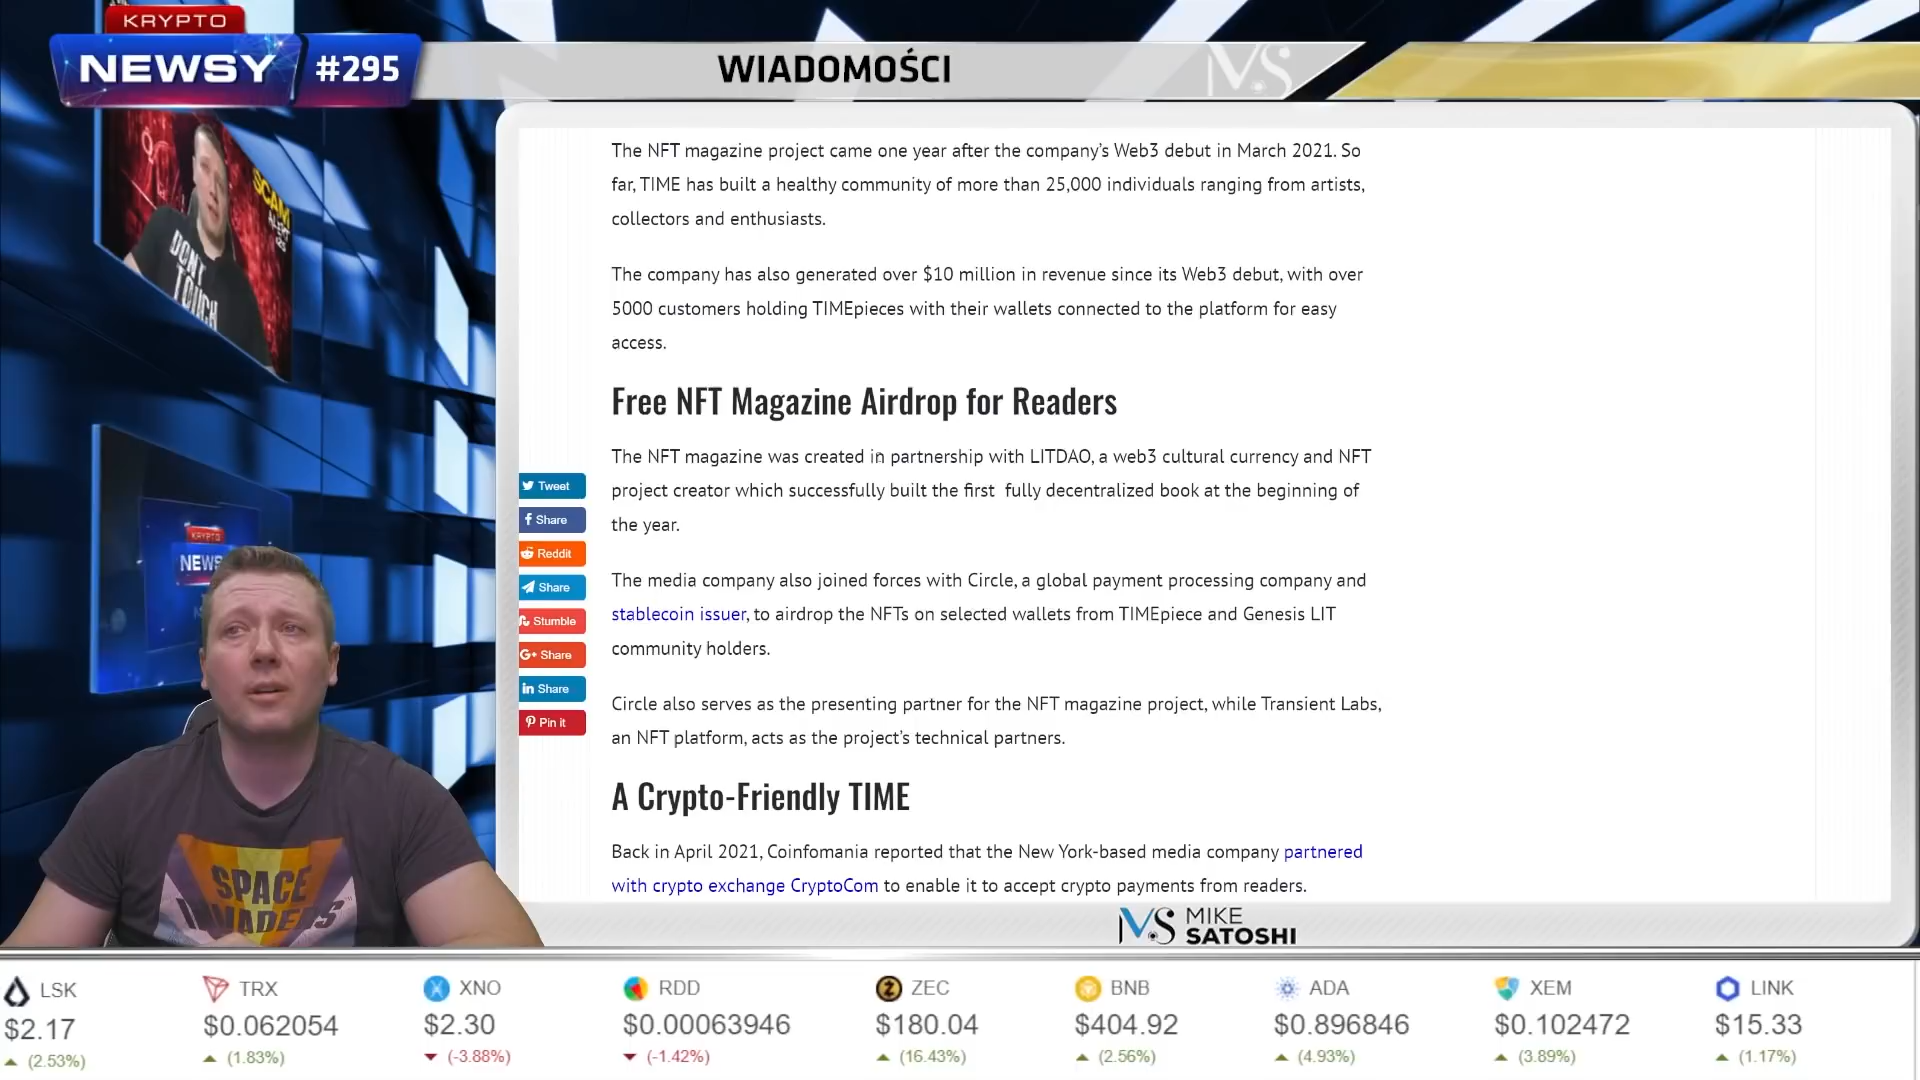 KRYPTO
NEWSY #295
WIADOMOŚCI
MS
SCAM
ALERT
DONT
TOUCH
The NFT magazine project came one year after the company’s Web3 debut in March 2021. So
far, TIME has built a healthy community of more than 25,000 individuals ranging from artists,
collectors and enthusiasts.
The company has also generated over $10 million in revenue since its Web3 debut, with over
5000 customers holding TIMEpieces with their wallets connected to the platform for easy
access.
Free NFT Magazine Airdrop for Readers
The NFT magazine was created in partnership with LITDAO, a web3 cultural currency and NFT
project creator which successfully built the first fully decentralized book at the beginning of
the year.
The media company also joined forces with Circle, a global payment processing company and
stablecoin issuer, to airdrop the NFTs on selected wallets from TIMEpiece and Genesis LIT
community holders.
Circle also serves as the presenting partner for the NFT magazine project, while Transient Labs,
an NFT platform, acts as the project’s technical partners.
A Crypto-Friendly TIME
Back in April 2021, Coinfomania reported that the New York-based media company partnered
with crypto exchange CryptoCom to enable it to accept crypto payments from readers.
Tweet
Share
Reddit
Share
Stumble
G+ Share
in Share
Pin it
KRYPTO
NEWS
SPACE
INVADERS
MS MIKE
SATOSHI
LSK
$2.17
(2.53%)
TRX
$0.062054
(1.83%)
XNO
$2.30
(-3.88%)
RDD
$0.00063946
(-1.42%)
ZEC
$180.04
(16.43%)
BNB
$404.92
(2.56%)
ADA
$0.896846
(4.93%)
XEM
$0.102472
(3.89%)
LINK
$15.33
(1.17%)